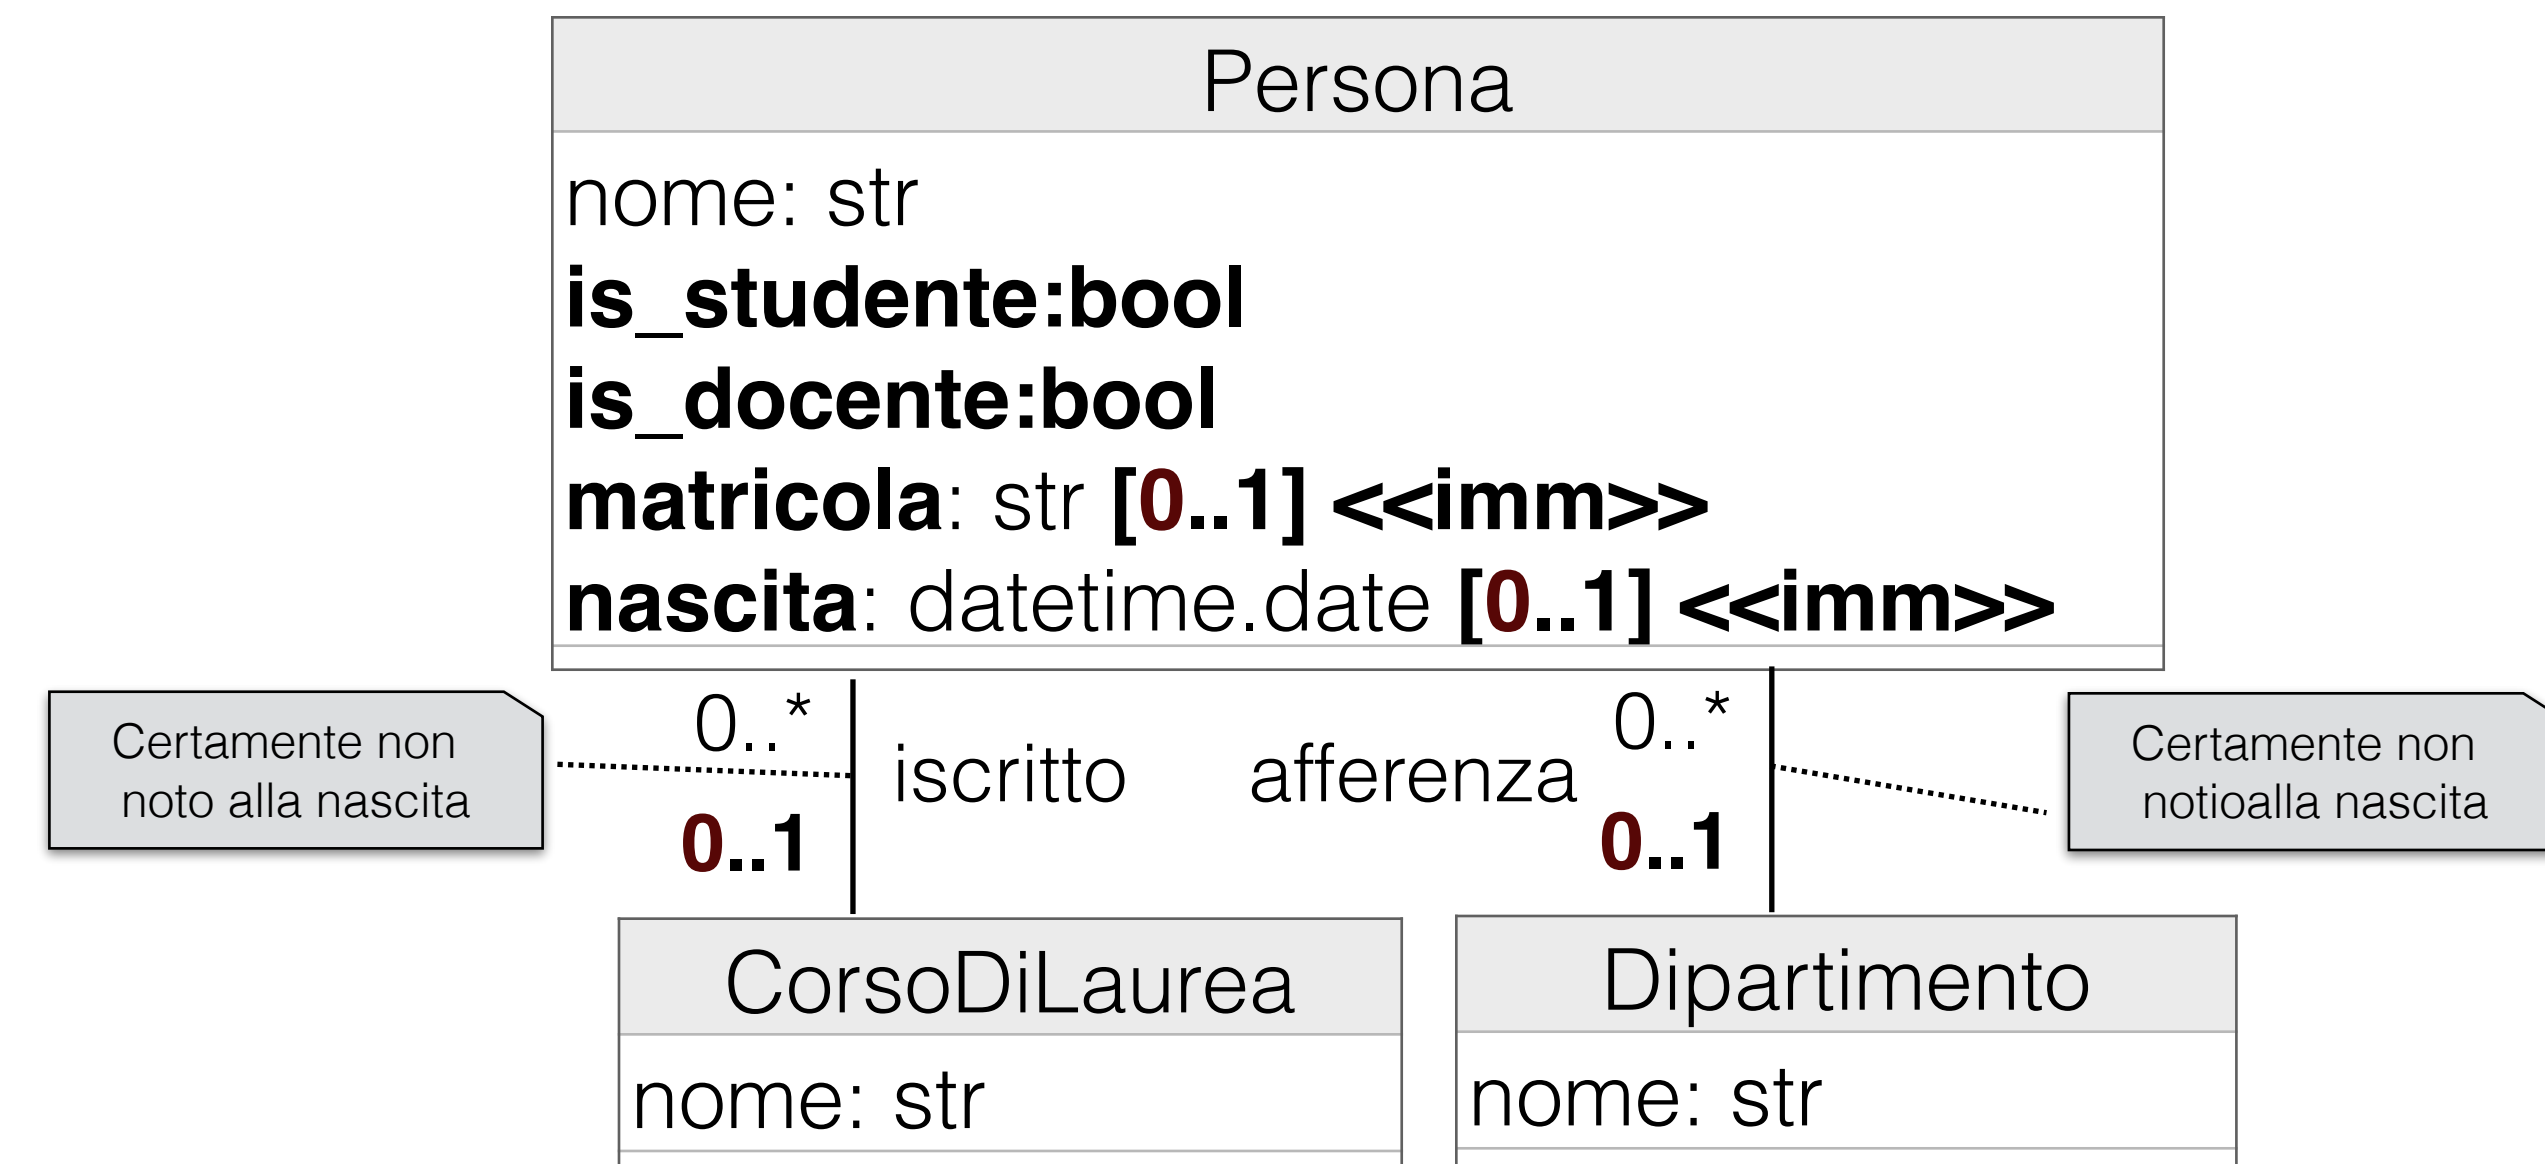 Persona
nome: str
is_studente:bool
is_docente:bool
matricola: str [0..1] <<imm>>
nascita: datetime.date [0..1] <<imm>>
Certamente non
noto alla nascita
0..*
iscritto
0..1
afferenza
0..*
0..1
Certamente non
notioalla nascita
CorsoDiLaurea
nome: str
Dipartimento
nome: str